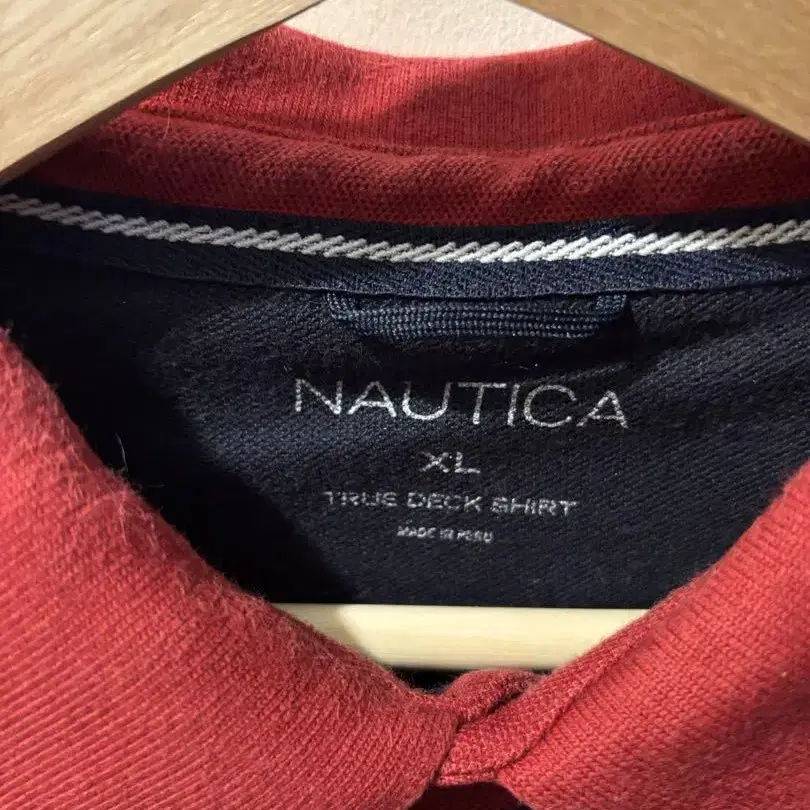 NAUTICA
XL
TRUE DECK SHIRT
MADE IN PERU